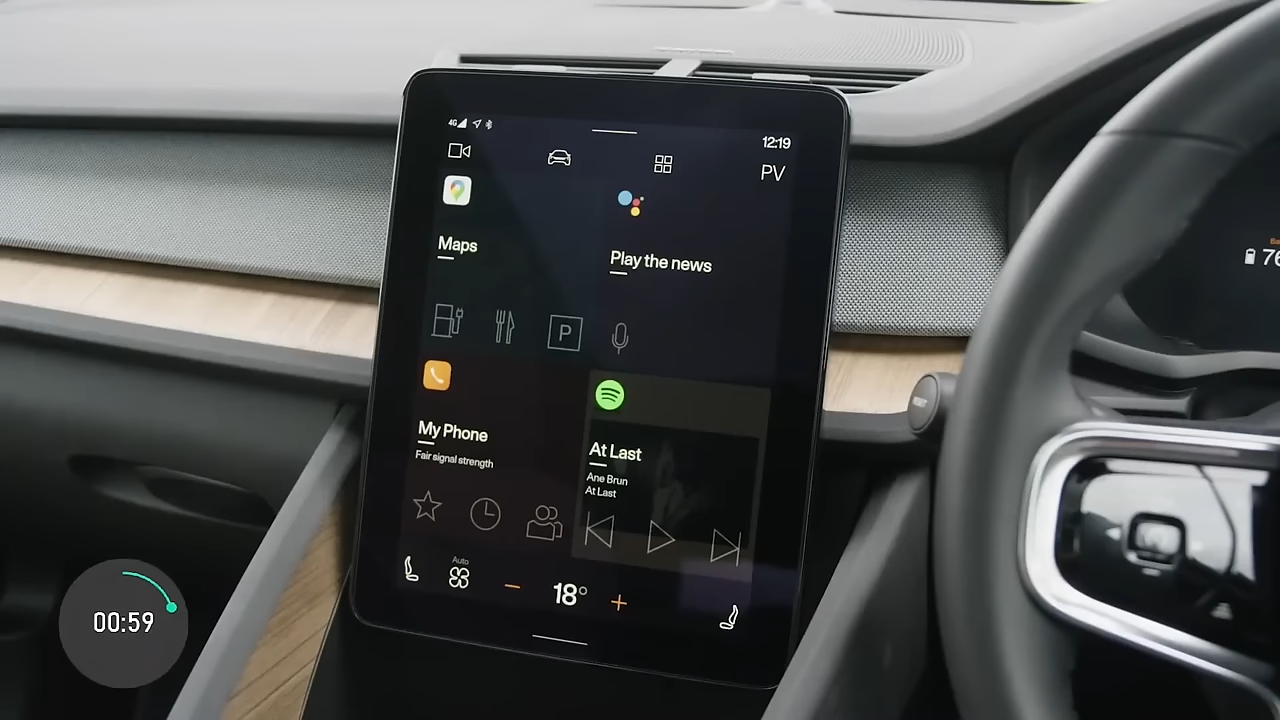 4G
12:19
PV
Maps
Play the news
P
My Phone
Fair signal strength
At Last
Ane Brun
At Last
Auto
18°
76
00:59